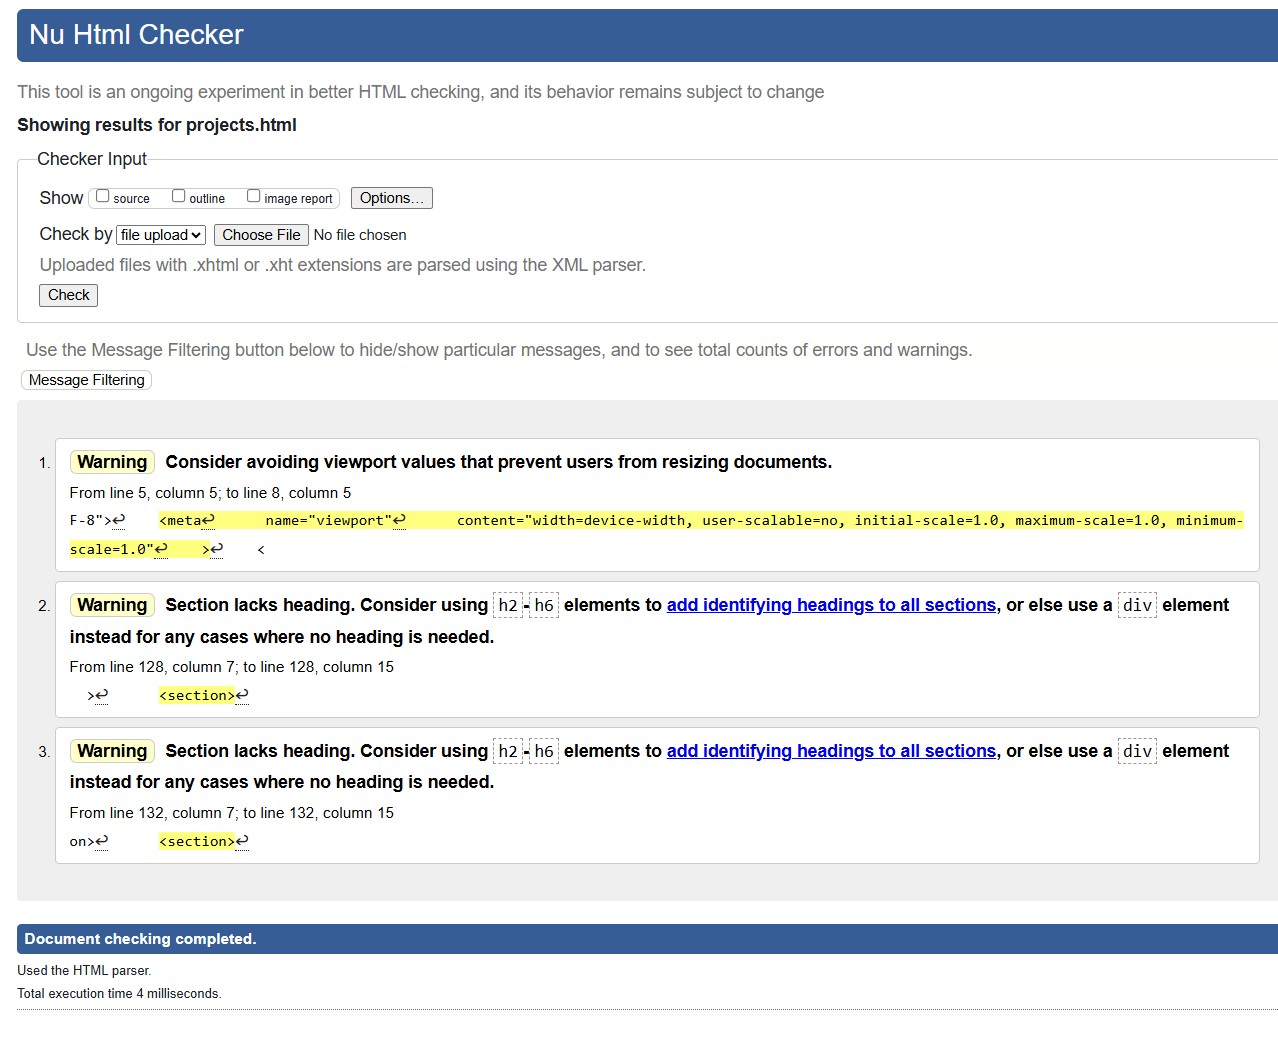 Nu Html Checker
This tool is an ongoing experiment in better HTML checking, and its behavior remains subject to change
Showing results for projects.html
Checker Input
Show source outline image report Options...
Check by file upload Choose File No file chosen
Uploaded files with .xhtml or .xht extensions are parsed using the XML parser.
Check
Use the Message Filtering button below to hide/show particular messages, and to see total counts of errors and warnings.
Message Filtering
1. Warning Consider avoiding viewport values that prevent users from resizing documents.
From line 5, column 5; to line 8, column 5
F-8">↩ <meta↩ name="viewport"↩ content="width=device-width, user-scalable=no, initial-scale=1.0, maximum-scale=1.0, minimum-
scale=1.0"↩ >↩ <
2. Warning Section lacks heading. Consider using h2-h6 elements to add identifying headings to all sections, or else use a div element
instead for any cases where no heading is needed.
From line 128, column 7; to line 128, column 15
>↩ <section>↩
3. Warning Section lacks heading. Consider using h2-h6 elements to add identifying headings to all sections, or else use a div element
instead for any cases where no heading is needed.
From line 132, column 7; to line 132, column 15
on>↩ <section>↩
Document checking completed.
Used the HTML parser.
Total execution time 4 milliseconds.